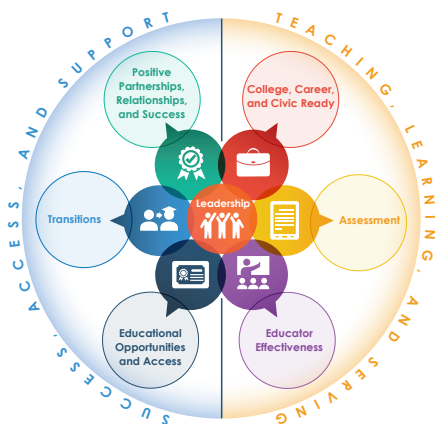 SUCCESS, ACCESS, AND SUPPORT
TEACHING, LEARNING, AND SERVING
Positive
Partnerships,
Relationships,
and Success
College, Career,
and Civic Ready
Leadership
Transitions
Assessment
Educational
Opportunities
and Access
Educator
Effectiveness